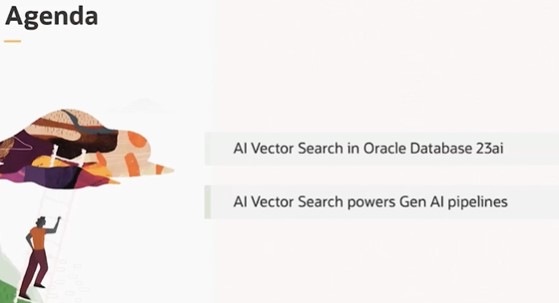 Agenda
AI Vector Search in Oracle Database 23ai
AI Vector Search powers Gen AI pipelines